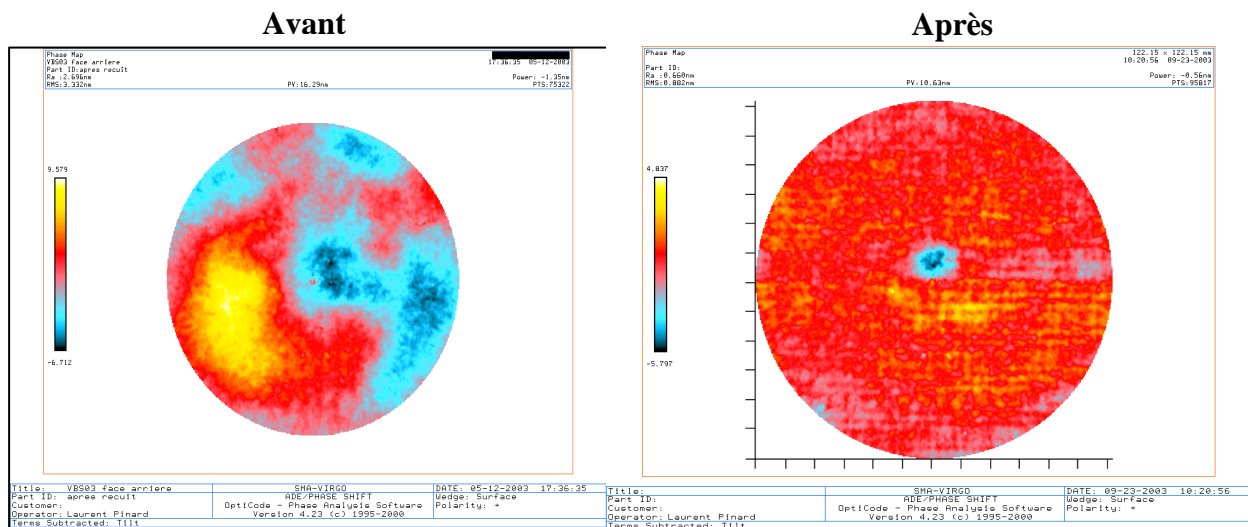 Avant
Après
Phase Map
VBS03 face arriere
Part ID:apres recuit
Ra :2.696nm
RMS:3.332nm
PV:16.29nm
17:36:35 05-12-2003
Power: -1.35nm
PTS:75322
9.579
-6.712
Title: VBS03 face arriere
Part ID: apres recuit
Customer:
Operator: Laurent Pinard
Terms Subtracted: Tilt
SMA-VIRGO
ADE/PHASE SHIFT
OptiCode - Phase Analysis Software
Version 4.23 (c) 1995-2000
DATE: 05-12-2003 17:36:35
Wedge: Surface
Polarity: +
Phase Map
Part ID:
Ra :0.660nm
RMS:0.882nm
PV:10.63nm
122.15 x 122.15 mm
10:20:56 09-23-2003
Power: -0.56nm
PTS:95817
4.837
-5.797
Title:
Part ID:
Customer:
Operator: Laurent Pinard
Terms Subtracted: Tilt
SMA-VIRGO
ADE/PHASE SHIFT
OptiCode - Phase Analysis Software
Version 4.23 (c) 1995-2000
DATE: 09-23-2003 10:20:56
Wedge: Surface
Polarity: +